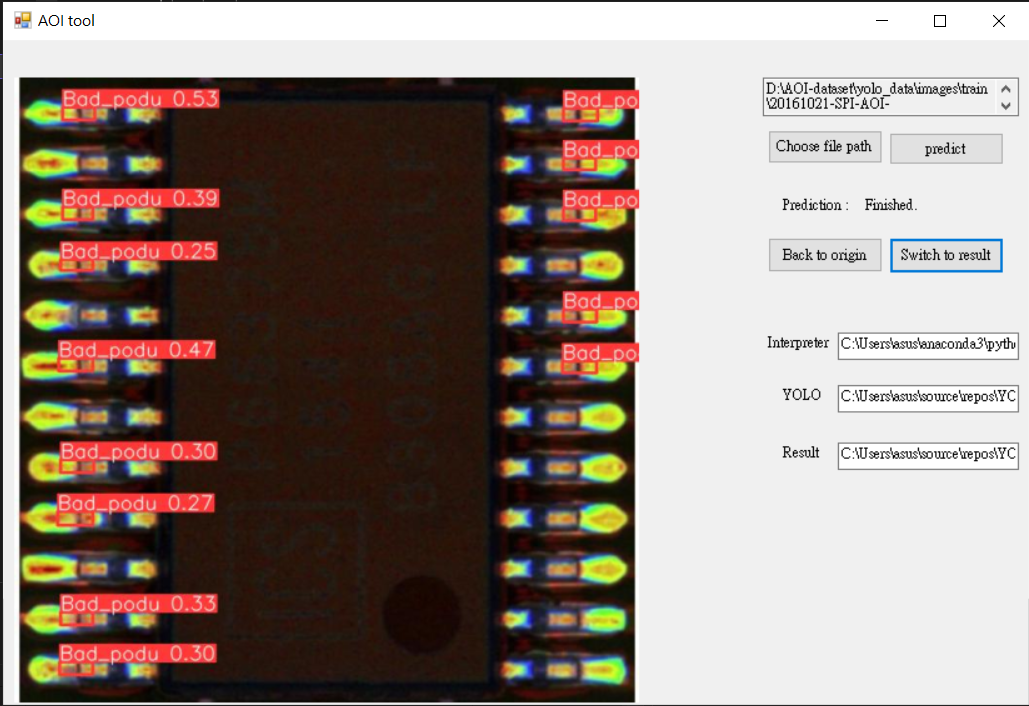 AOI tool
Bad_podu 0.53
Bad_po
Bad_po
Bad_podu 0.39
Bad_po
Bad_podu 0.25
Bad_po
Bad_podu 0.47
Bad_po
Bad_podu 0.30
Bad_podu 0.27
Bad_podu 0.33
Bad_podu 0.30
D:\AOI-dataset\yolo_data\images\train
\20161021-SPI-AOI-
Choose file path
predict
Prediction : Finished.
Back to origin
Switch to result
Interpreter C:\Users\asus\anaconda3\pyth
YOLO C:\Users\asus\source\repos\YO
Result C:\Users\asus\source\repos\YO